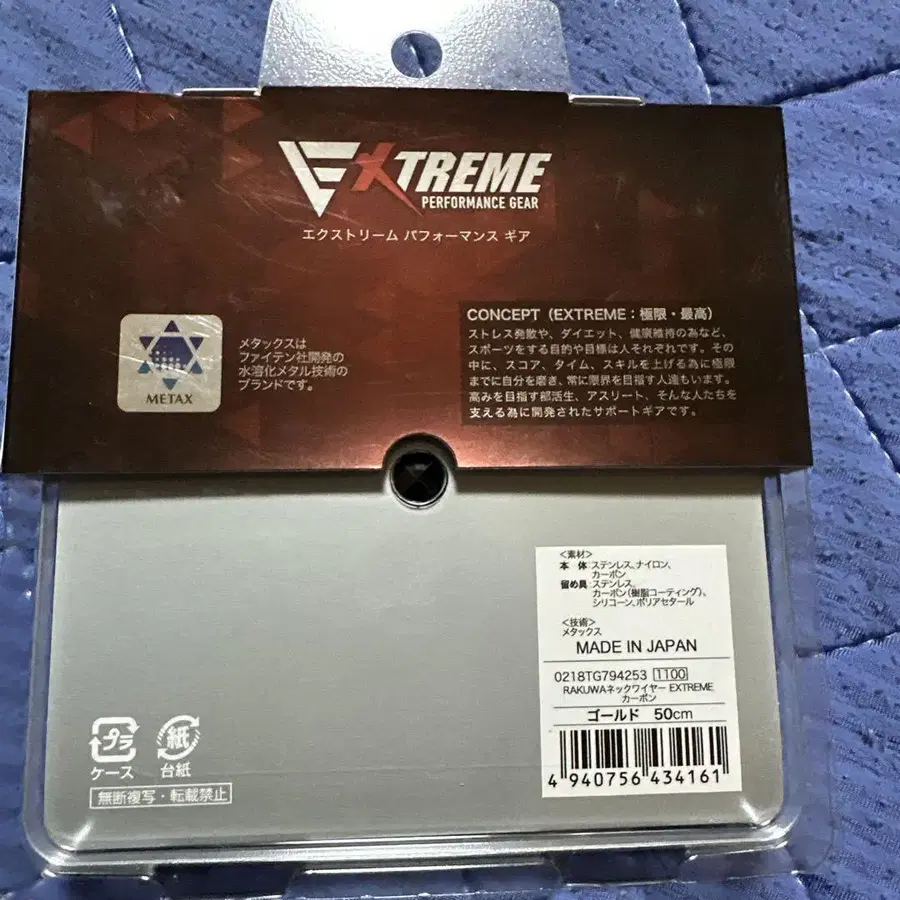 EXTREME
PERFORMANCE GEAR
エクストリーム パフォーマンス ギア
METAX
メタックスは
ファイテン社開発の
水溶化メタル技術の
ブランドです。
CONCEPT (EXTREME：極限・最高)
ストレス発散や、ダイエット、健康維持の為など、
スポーツをする目的や目標は人それぞれです。その
中に、スコア、タイム、スキルを上げる為に極限
までに自分を磨き、常に限界を目指す人達もいます。
高みを目指す部活生、アスリート、そんな人たちを
支える為に開発されたサポートギアです。
<素材>
本 体:ステンレス、ナイロン、
カーボン
留め具:ステンレス、
カーボン(樹脂コーティング)、
シリコーン、ポリアセタール
<技術>
メタックス
MADE IN JAPAN
0218TG794253 1100
RAKUWAネックワイヤー EXTREME
カーボン
ゴールド 50cm
4 940756 434161
プラ
ケース
紙
台紙
無断複写・転載禁止